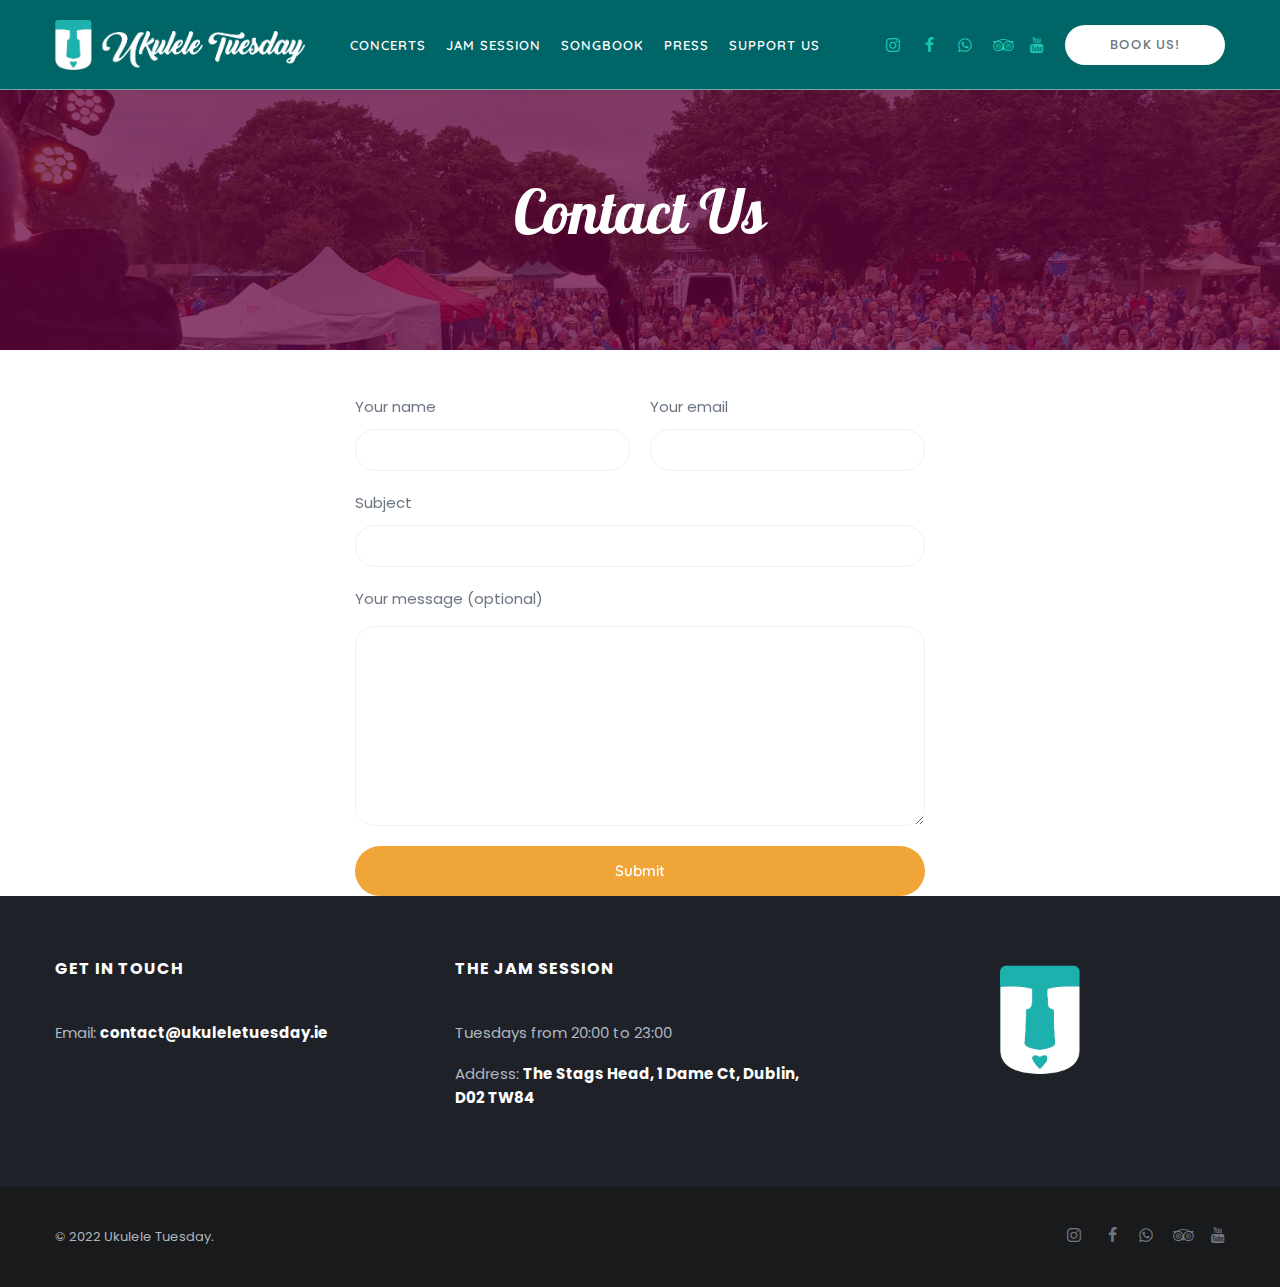 Ukulele Tuesday
CONCERTS JAM SESSION SONGBOOK PRESS SUPPORT US
BOOK US!
Contact Us
Your name
Your email
Subject
Your message (optional)
Submit
GET IN TOUCH
Email: contact@ukuleletuesday.ie
THE JAM SESSION
Tuesdays from 20:00 to 23:00
Address: The Stags Head, 1 Dame Ct, Dublin,
D02 TW84
© 2022 Ukulele Tuesday.